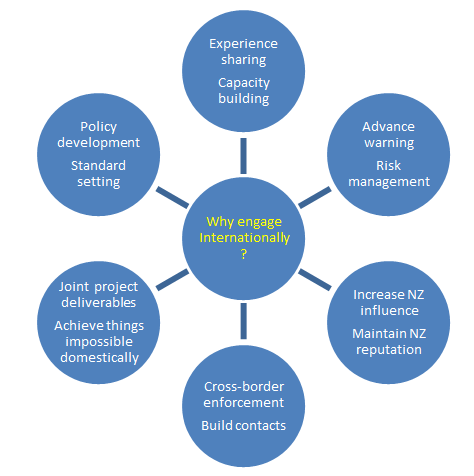 Experience
sharing
Capacity
building
Advance
warning
Risk
management
Increase NZ
influence
Maintain NZ
reputation
Cross-border
enforcement
Build contacts
Joint project
deliverables
Achieve things
impossible
domestically
Policy
development
Standard
setting
Why engage
Internationally
?